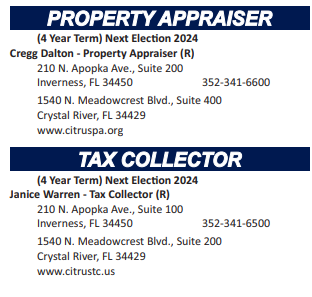 PROPERTY APPRAISER
(4 Year Term) Next Election 2024
Cregg Dalton - Property Appraiser (R)
210 N. Apopka Ave., Suite 200
Inverness, FL 34450 352-341-6600
1540 N. Meadowcrest Blvd., Suite 400
Crystal River, FL 34429
www.citruspa.org
TAX COLLECTOR
(4 Year Term) Next Election 2024
Janice Warren - Tax Collector (R)
210 N. Apopka Ave., Suite 100
Inverness, FL 34450 352-341-6500
1540 N. Meadowcrest Blvd., Suite 200
Crystal River, FL 34429
www.citrustc.us